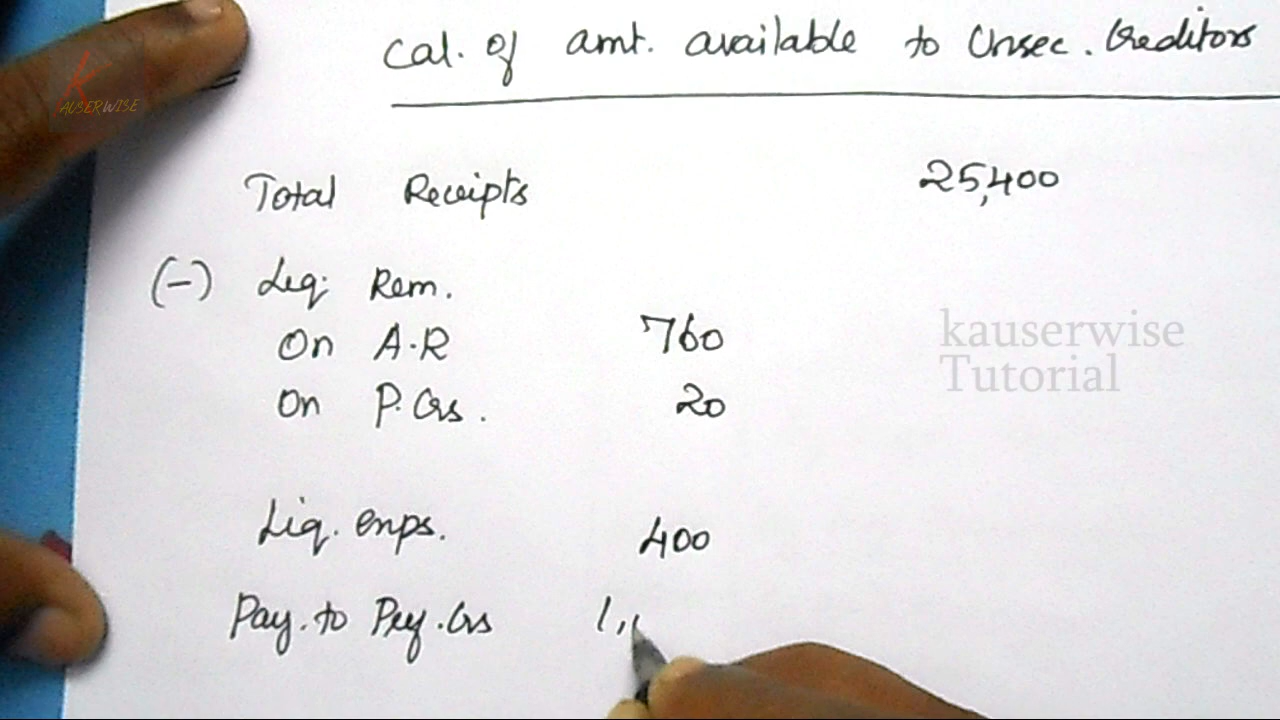 Cal. of amt. available to Unsec. Creditors
KAUSERWISE
Total Receipts 25,400
(-) Liq. Rem.
On A.R 760
kauserwise
Tutorial
On P. Crs. 20
Liq. exps. 400
Pay. to Pref. Crs 1,